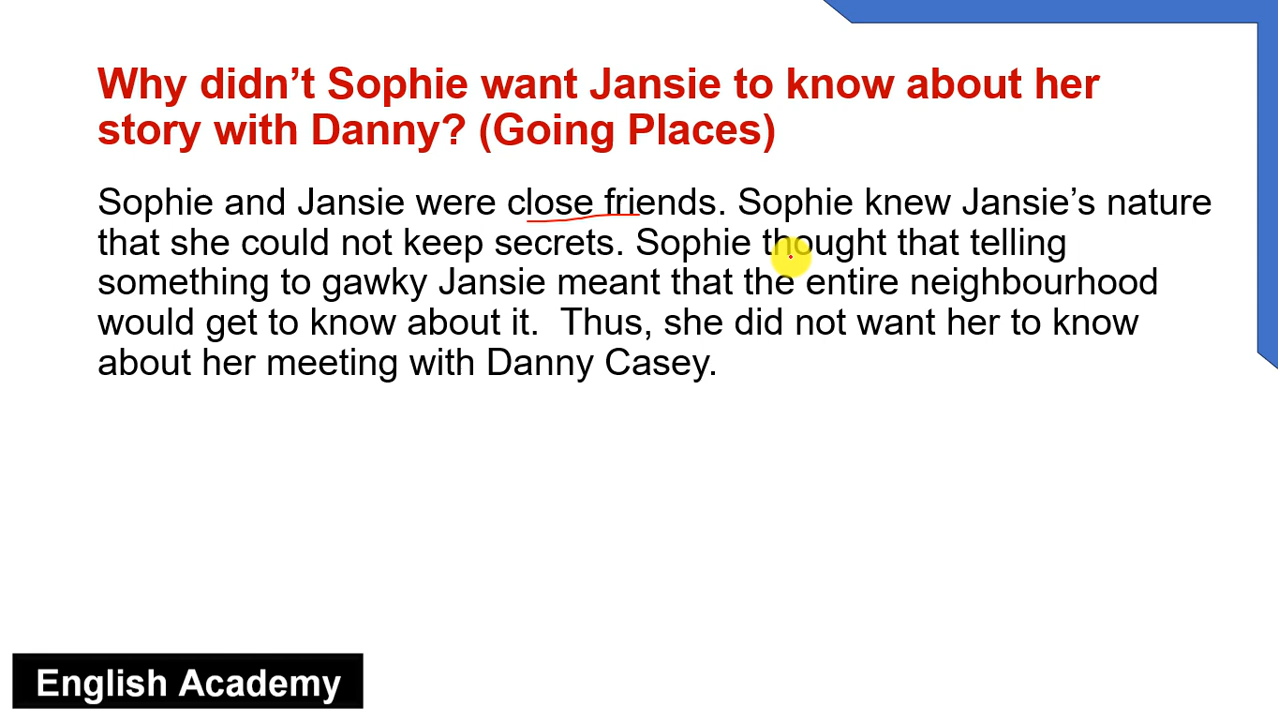 Why didn’t Sophie want Jansie to know about her
story with Danny? (Going Places)
Sophie and Jansie were close friends. Sophie knew Jansie’s nature
that she could not keep secrets. Sophie thought that telling
something to gawky Jansie meant that the entire neighbourhood
would get to know about it.  Thus, she did not want her to know
about her meeting with Danny Casey.
English Academy